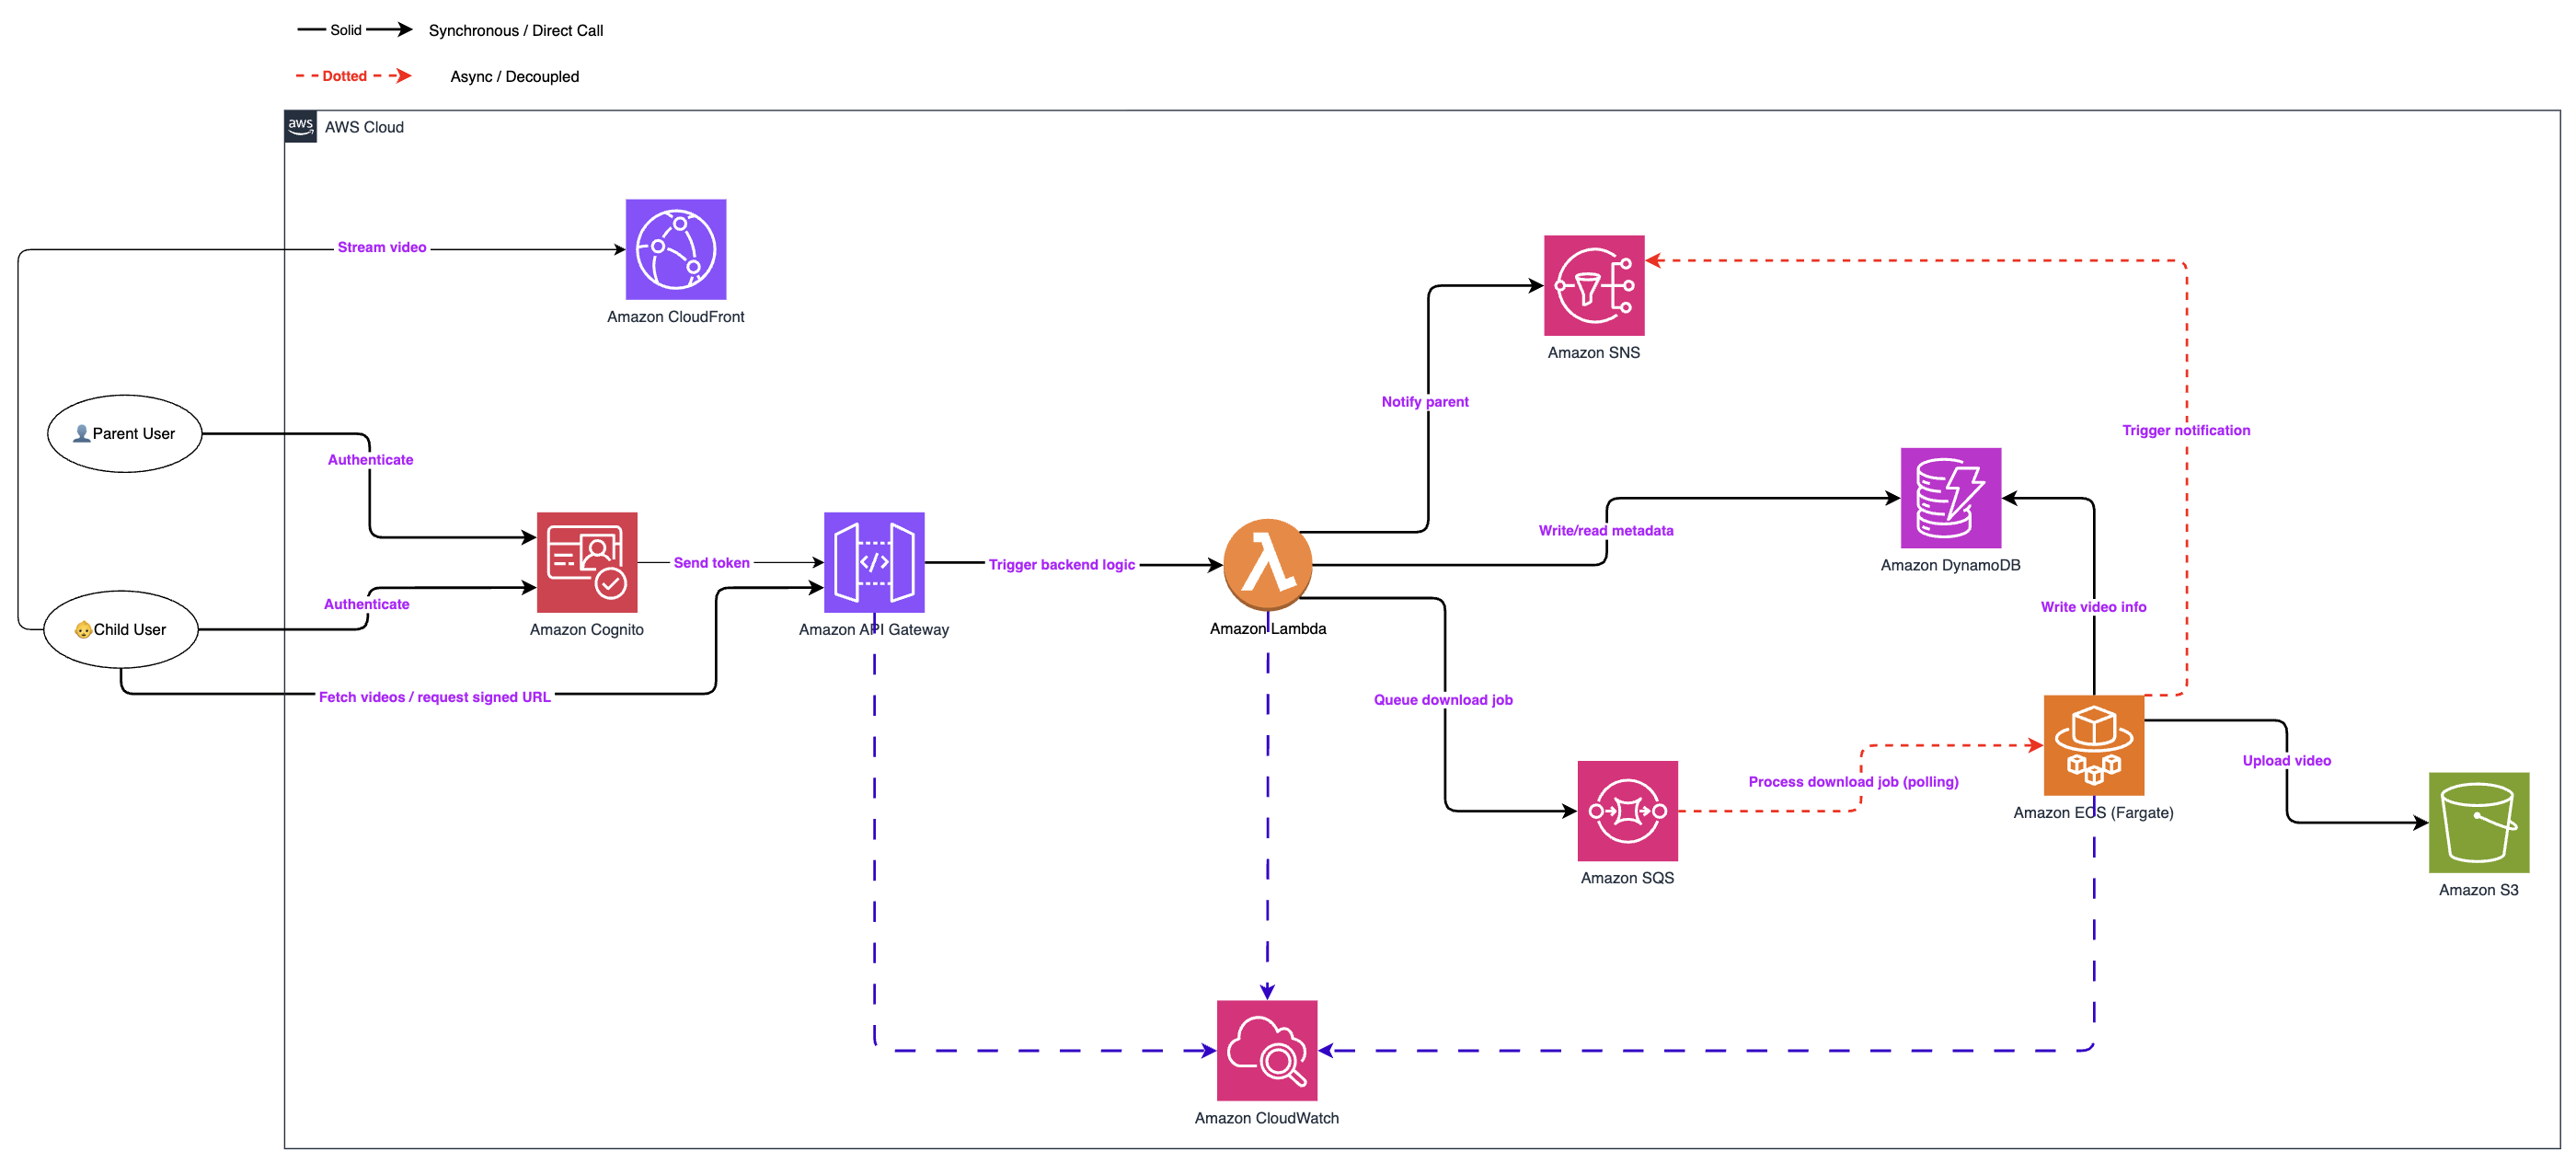 Solid
Synchronous / Direct Call
Dotted
Async / Decoupled
aws
AWS Cloud
Stream video
Amazon CloudFront
Amazon SNS
Notify parent
Trigger notification
Parent User
Authenticate
Write/read metadata
Amazon DynamoDB
Send token
Trigger backend logic
Authenticate
Write video info
Child User
Amazon Cognito
Amazon API Gateway
Amazon Lambda
Fetch videos / request signed URL
Queue download job
Process download job (polling)
Upload video
Amazon ECS (Fargate)
Amazon SQS
Amazon S3
Amazon CloudWatch